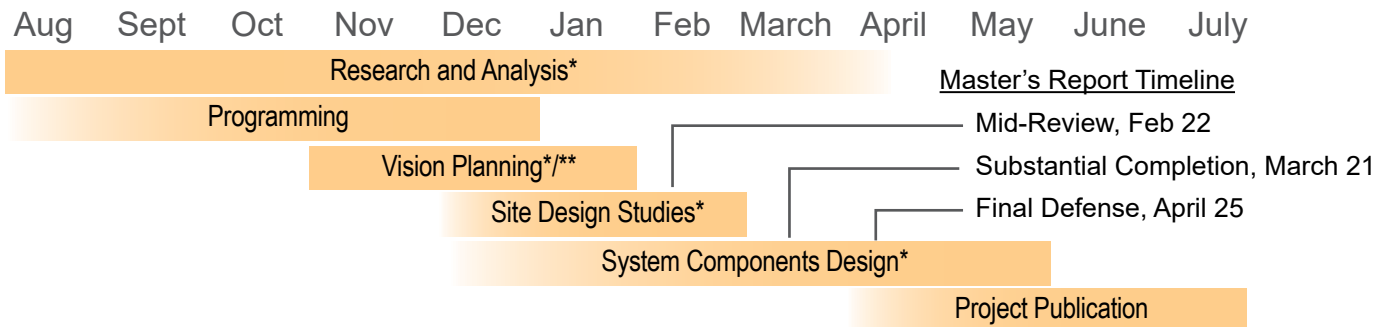 Aug Sept Oct Nov Dec Jan Feb March April May June July
Research and Analysis*
Master’s Report Timeline
Programming
Mid-Review, Feb 22
Vision Planning*/**
Substantial Completion, March 21
Site Design Studies*
Final Defense, April 25
System Components Design*
Project Publication